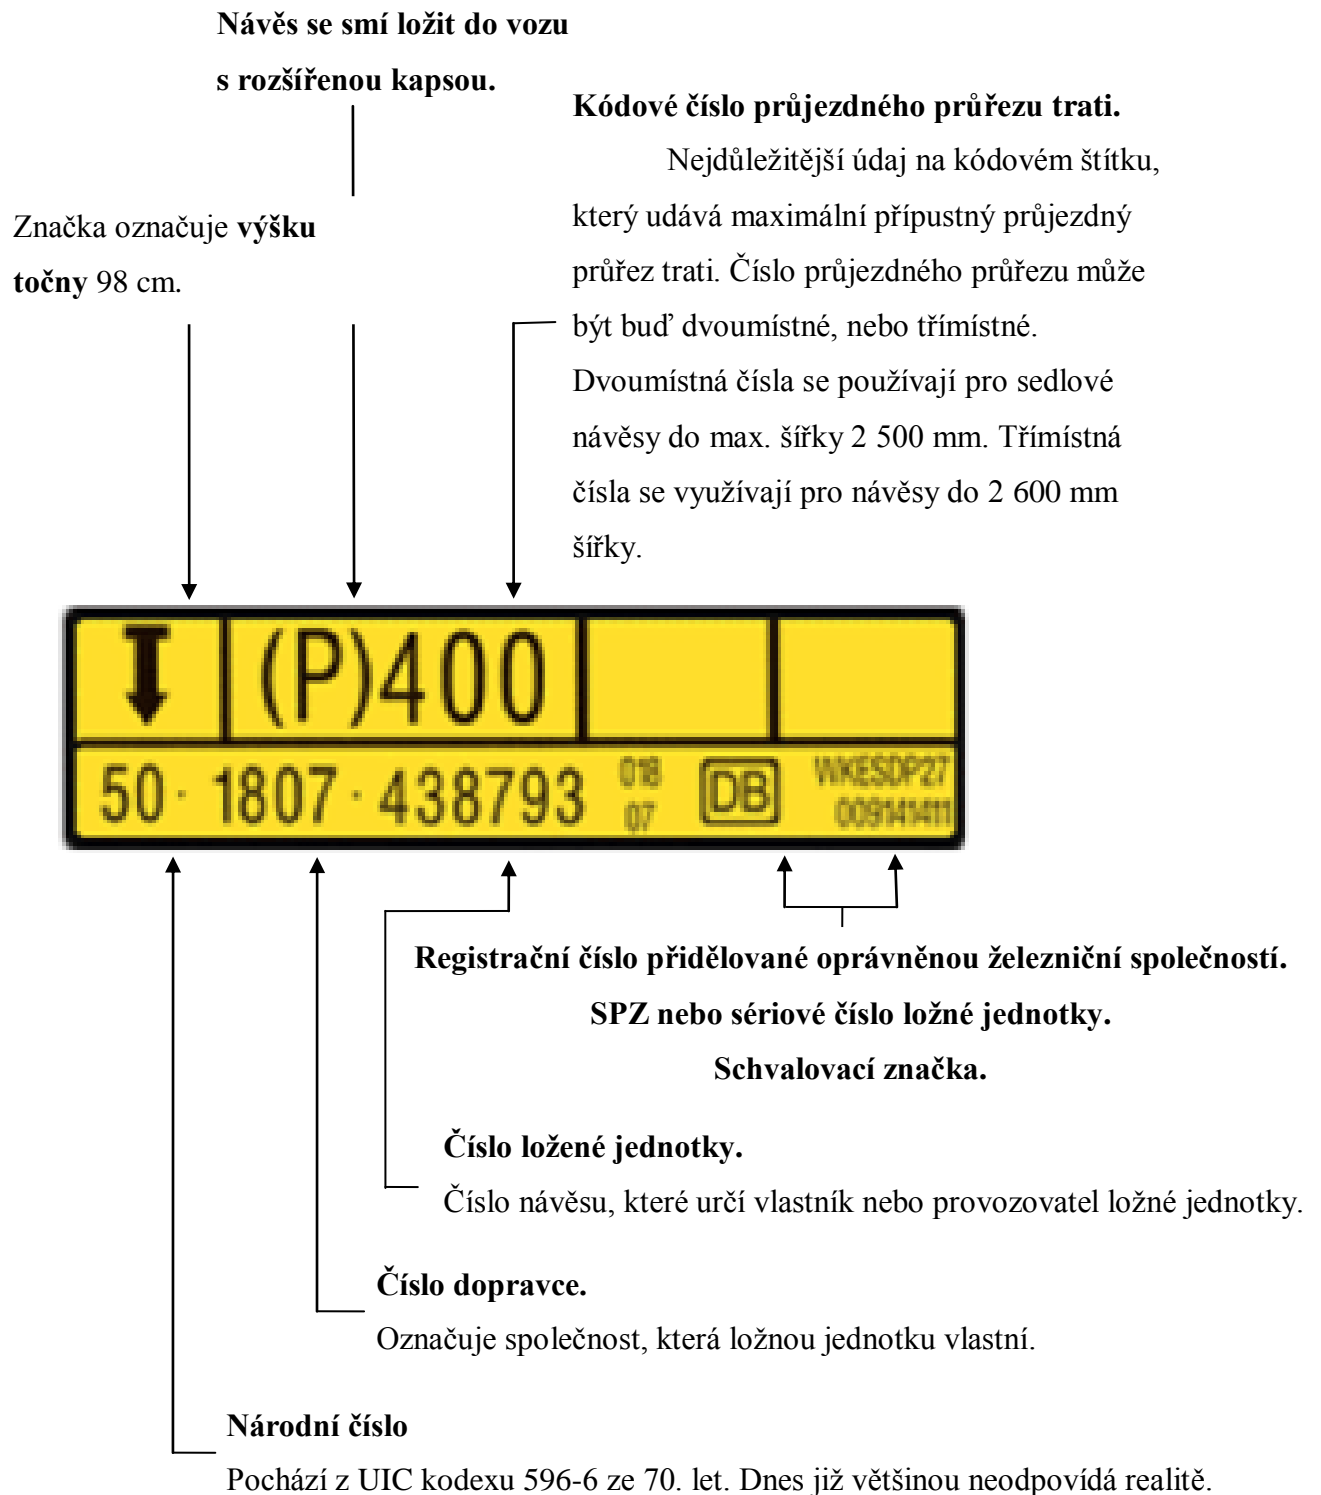 Návěs se smí ložit do vozu
s rozšířenou kapsou.
Kódové číslo průjezdného průřezu trati.
Nejdůležitější údaj na kódovém štítku,
který udává maximální přípustný průjezdný
průřez trati. Číslo průjezdného průřezu může
být buď dvoumístné, nebo třímístné.
Dvoumístná čísla se používají pro sedlové
návěsy do max. šířky 2 500 mm. Třímístná
čísla se využívají pro návěsy do 2 600 mm
šířky.
Značka označuje výšku
točny 98 cm.
(P)400
50 · 1807 · 438793
018
07
DB
WKESDP27
009141411
Registrační číslo přidělované oprávněnou železniční společností.
SPZ nebo sériové číslo ložné jednotky.
Schvalovací značka.
Číslo ložené jednotky.
Číslo návěsu, které určí vlastník nebo provozovatel ložné jednotky.
Číslo dopravce.
Označuje společnost, která ložnou jednotku vlastní.
Národní číslo
Pochází z UIC kodexu 596-6 ze 70. let. Dnes již většinou neodpovídá realitě.